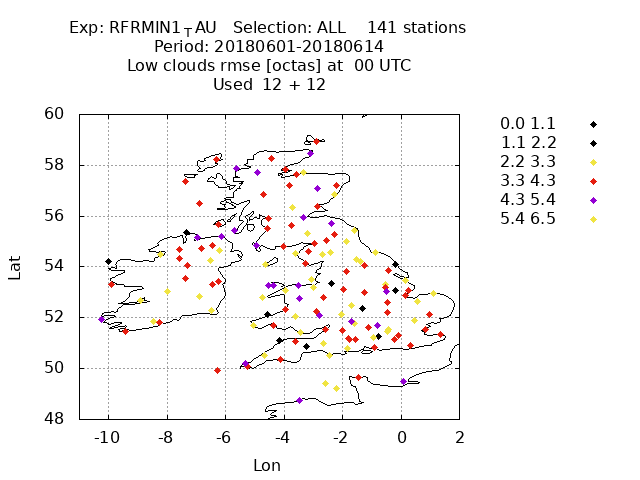 Exp: RFRMIN1_TAU   Selection: ALL    141 stations
Period: 20180601-20180614
Low clouds rmse [octas] at  00 UTC
Used  12 + 12
60
58
56
54
52
50
48
Lat
-10 -8 -6 -4 -2 0 2
Lon
0.0 1.1
1.1 2.2
2.2 3.3
3.3 4.3
4.3 5.4
5.4 6.5